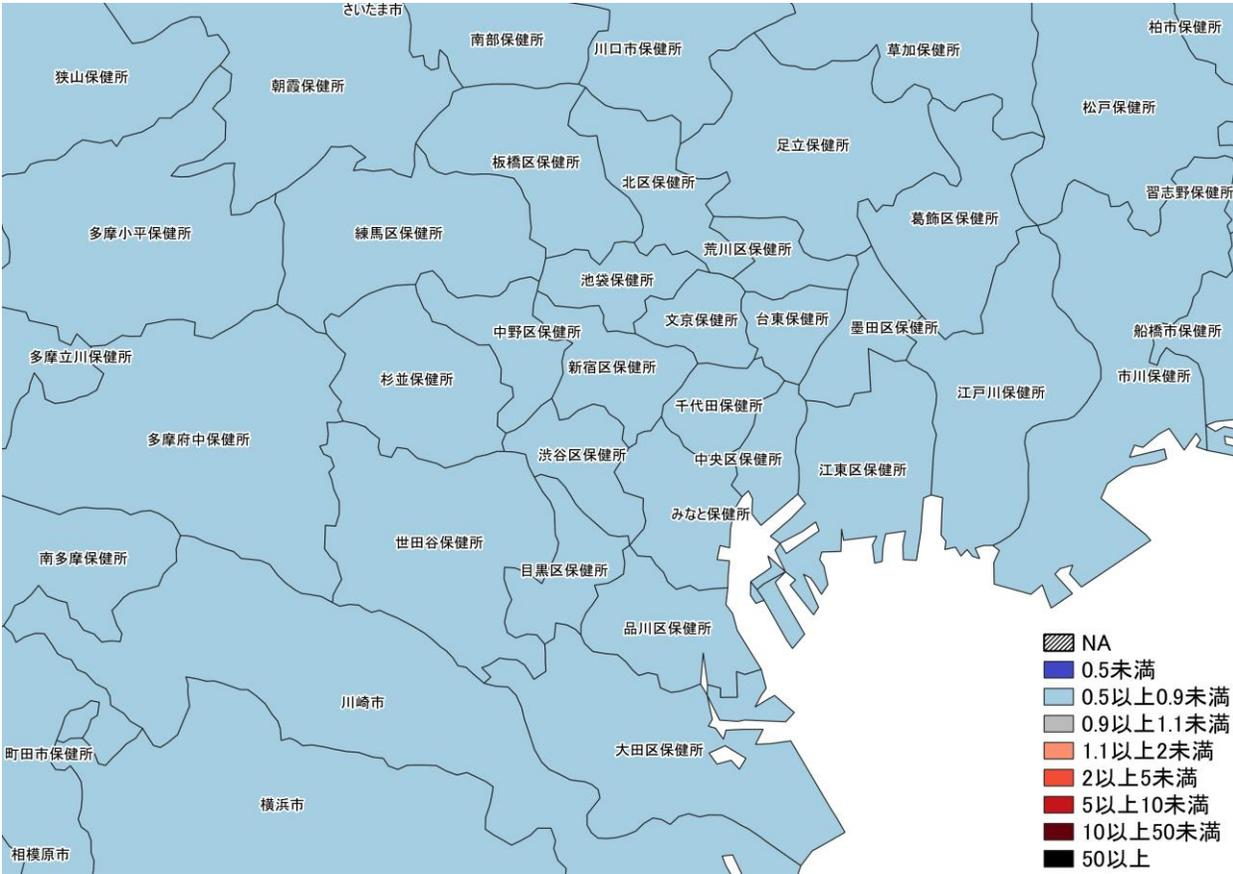 さいたま市
柏市保健所
南部保健所
川口市保健所
草加保健所
狭山保健所
朝霞保健所
松戸保健所
足立保健所
板橋区保健所
北区保健所
習志野保健所
葛飾区保健所
多摩小平保健所
練馬区保健所
荒川区保健所
池袋保健所
文京保健所
台東保健所
墨田区保健所
中野区保健所
船橋市保健所
多摩立川保健所
新宿区保健所
杉並保健所
市川保健所
江戸川保健所
千代田保健所
多摩府中保健所
渋谷区保健所
中央区保健所
江東区保健所
みなと保健所
世田谷保健所
南多摩保健所
目黒区保健所
品川区保健所
川崎市
大田区保健所
町田市保健所
横浜市
相模原市
NA
0.5未満
0.5以上0.9未満
0.9以上1.1未満
1.1以上2未満
2以上5未満
5以上10未満
10以上50未満
50以上